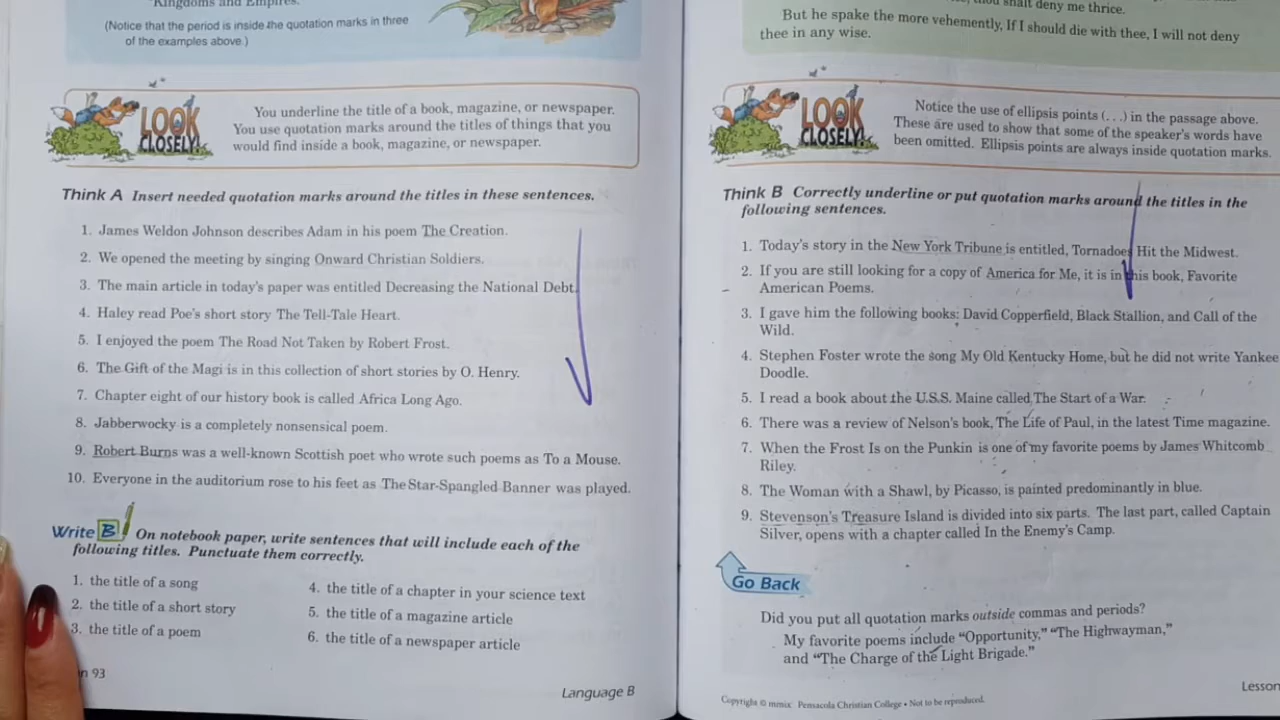 "Kingdoms and Empires."
(Notice that the period is inside the quotation marks in three
of the examples above.)
LOOK
CLOSELY!
You underline the title of a book, magazine, or newspaper.
You use quotation marks around the titles of things that you
would find inside a book, magazine, or newspaper.
Think A Insert needed quotation marks around the titles in these sentences.
1. James Weldon Johnson describes Adam in his poem The Creation.
2. We opened the meeting by singing Onward Christian Soldiers.
3. The main article in today's paper was entitled Decreasing the National Debt.
4. Haley read Poe's short story The Tell-Tale Heart.
5. I enjoyed the poem The Road Not Taken by Robert Frost.
6. The Gift of the Magi is in this collection of short stories by O. Henry.
7. Chapter eight of our history book is called Africa Long Ago.
8. Jabberwocky is a completely nonsensical poem.
9. Robert Burns was a well-known Scottish poet who wrote such poems as To a Mouse.
10. Everyone in the auditorium rose to his feet as The Star-Spangled Banner was played.
Write B On notebook paper, write sentences that will include each of the
following titles. Punctuate them correctly.
1. the title of a song
2. the title of a short story
3. the title of a poem
4. the title of a chapter in your science text
5. the title of a magazine article
6. the title of a newspaper article
93
Language B
shalt deny me thrice.
But he spake the more vehemently, If I should die with thee, I will not deny
thee in any wise.
LOOK
CLOSELY!
Notice the use of ellipsis points (. . .) in the passage above.
These are used to show that some of the speaker's words have
been omitted. Ellipsis points are always inside quotation marks.
Think B Correctly underline or put quotation marks around the titles in the
following sentences.
1. Today's story in the New York Tribune is entitled, Tornadoes Hit the Midwest.
2. If you are still looking for a copy of America for Me, it is in this book, Favorite
American Poems.
3. I gave him the following books: David Copperfield, Black Stallion, and Call of the
Wild.
4. Stephen Foster wrote the song My Old Kentucky Home, but he did not write Yankee
Doodle.
5. I read a book about the U.S.S. Maine called The Start of a War.
6. There was a review of Nelson's book, The Life of Paul, in the latest Time magazine.
7. When the Frost Is on the Punkin is one of my favorite poems by James Whitcomb
Riley.
8. The Woman with a Shawl, by Picasso, is painted predominantly in blue.
9. Stevenson's Treasure Island is divided into six parts. The last part, called Captain
Silver, opens with a chapter called In the Enemy's Camp.
Go Back
Did you put all quotation marks outside commas and periods?
My favorite poems include "Opportunity," "The Highwayman,"
and "The Charge of the Light Brigade."
Copyright © mmix Pensacola Christian College • Not to be reproduced.
Lesson